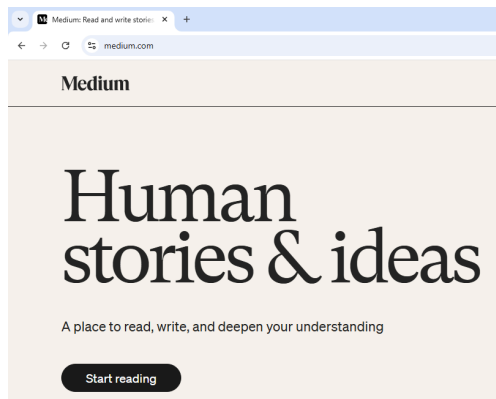 Medium: Read and write stories
medium.com
Medium
Human
stories & ideas
A place to read, write, and deepen your understanding
Start reading